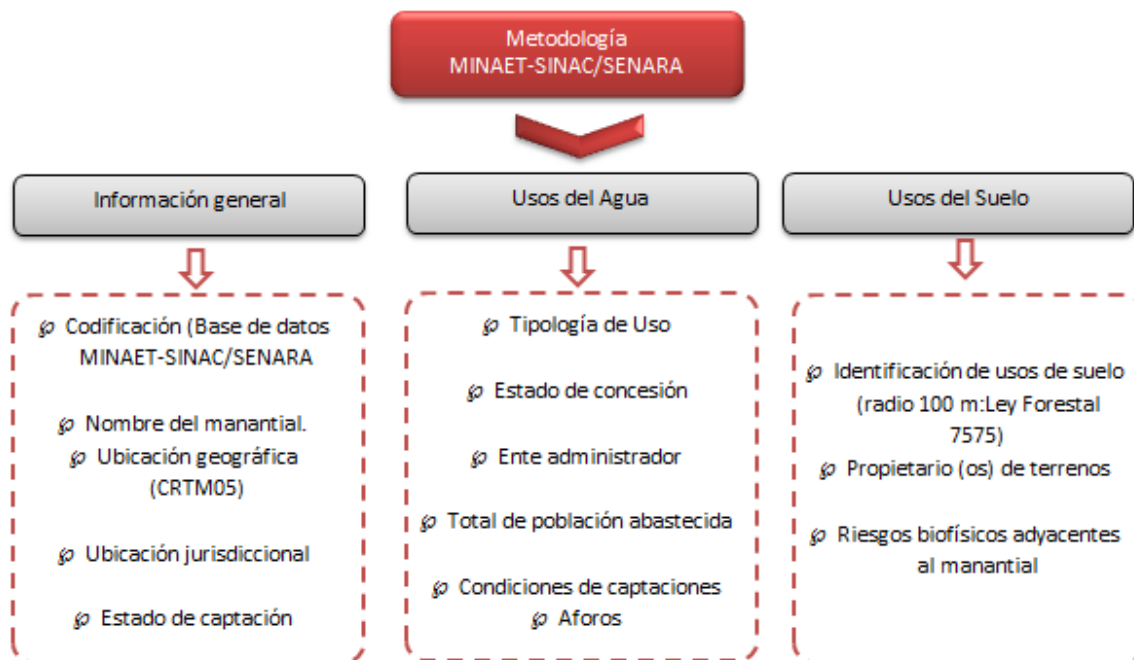 Metodología
MINAET-SINAC/SENARA
Información general
℘ Codificación (Base de datos
MINAET-SINAC/SENARA
℘ Nombre del manantial.
℘ Ubicación geográfica
(CRTM05)
℘ Ubicación jurisdiccional
℘ Estado de captación
Usos del Agua
℘ Tipología de Uso
℘ Estado de concesión
℘ Ente administrador
℘ Total de población abastecida
℘ Condiciones de captaciones
℘ Aforos
Usos del Suelo
℘ Identificación de usos de suelo
(radio 100 m:Ley Forestal
7575)
℘ Propietario (os) de terrenos
℘ Riesgos biofísicos adyacentes
al manantial